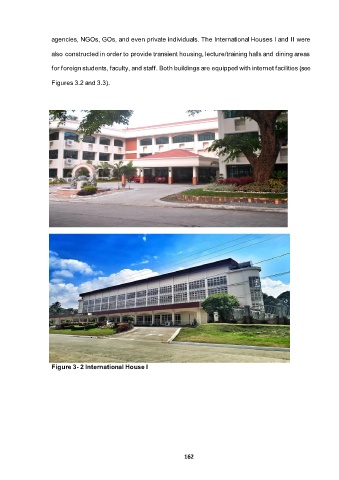 agencies, NGOs, GOs, and even private individuals. The International Houses I and II were
also constructed in order to provide transient housing, lecture/training halls and dining areas
for foreign students, faculty, and staff. Both buildings are equipped with internet facilities (see
Figures 3.2 and 3.3).
Figure 3- 2 International House I
162